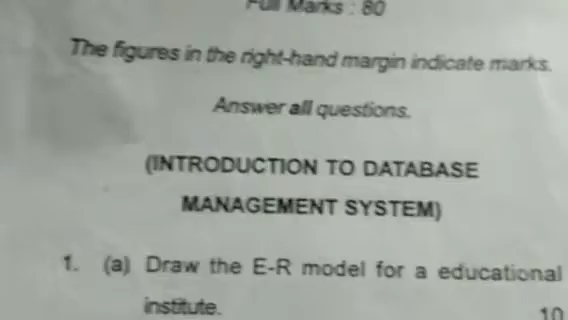 Full Marks : 80
The figures in the right-hand margin indicate marks.
Answer all questions.
(INTRODUCTION TO DATABASE
MANAGEMENT SYSTEM)
1. (a) Draw the E-R model for a educational
institute. 10